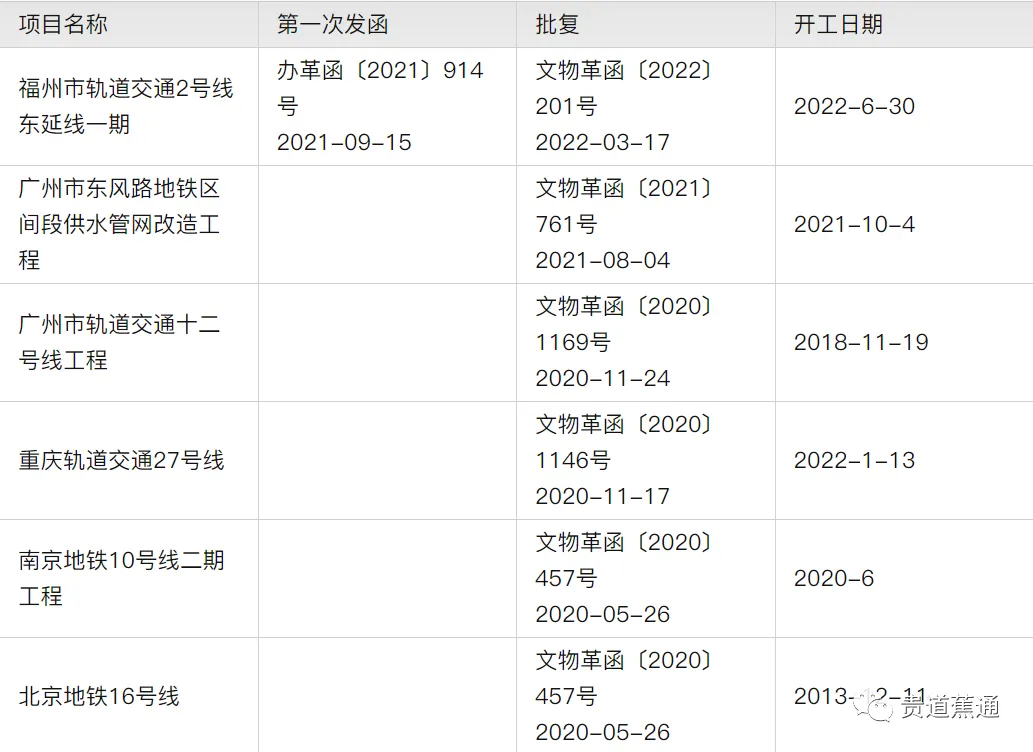 项目名称
第一次发函
批复
开工日期
福州市轨道交通2号线
东延线一期
办革函〔2021〕914
号
2021-09-15
文物革函〔2022〕
201号
2022-03-17
2022-6-30
广州市东风路地铁区
间段供水管网改造工
程
文物革函〔2021〕
761号
2021-08-04
2021-10-4
广州市轨道交通十二
号线工程
文物革函〔2020〕
1169号
2020-11-24
2018-11-19
重庆轨道交通27号线
文物革函〔2020〕
1146号
2020-11-17
2022-1-13
南京地铁10号线二期
工程
文物革函〔2020〕
457号
2020-05-26
2020-6
北京地铁16号线
文物革函〔2020〕
457号
2020-05-26
2013-2-11
贵道蕉通